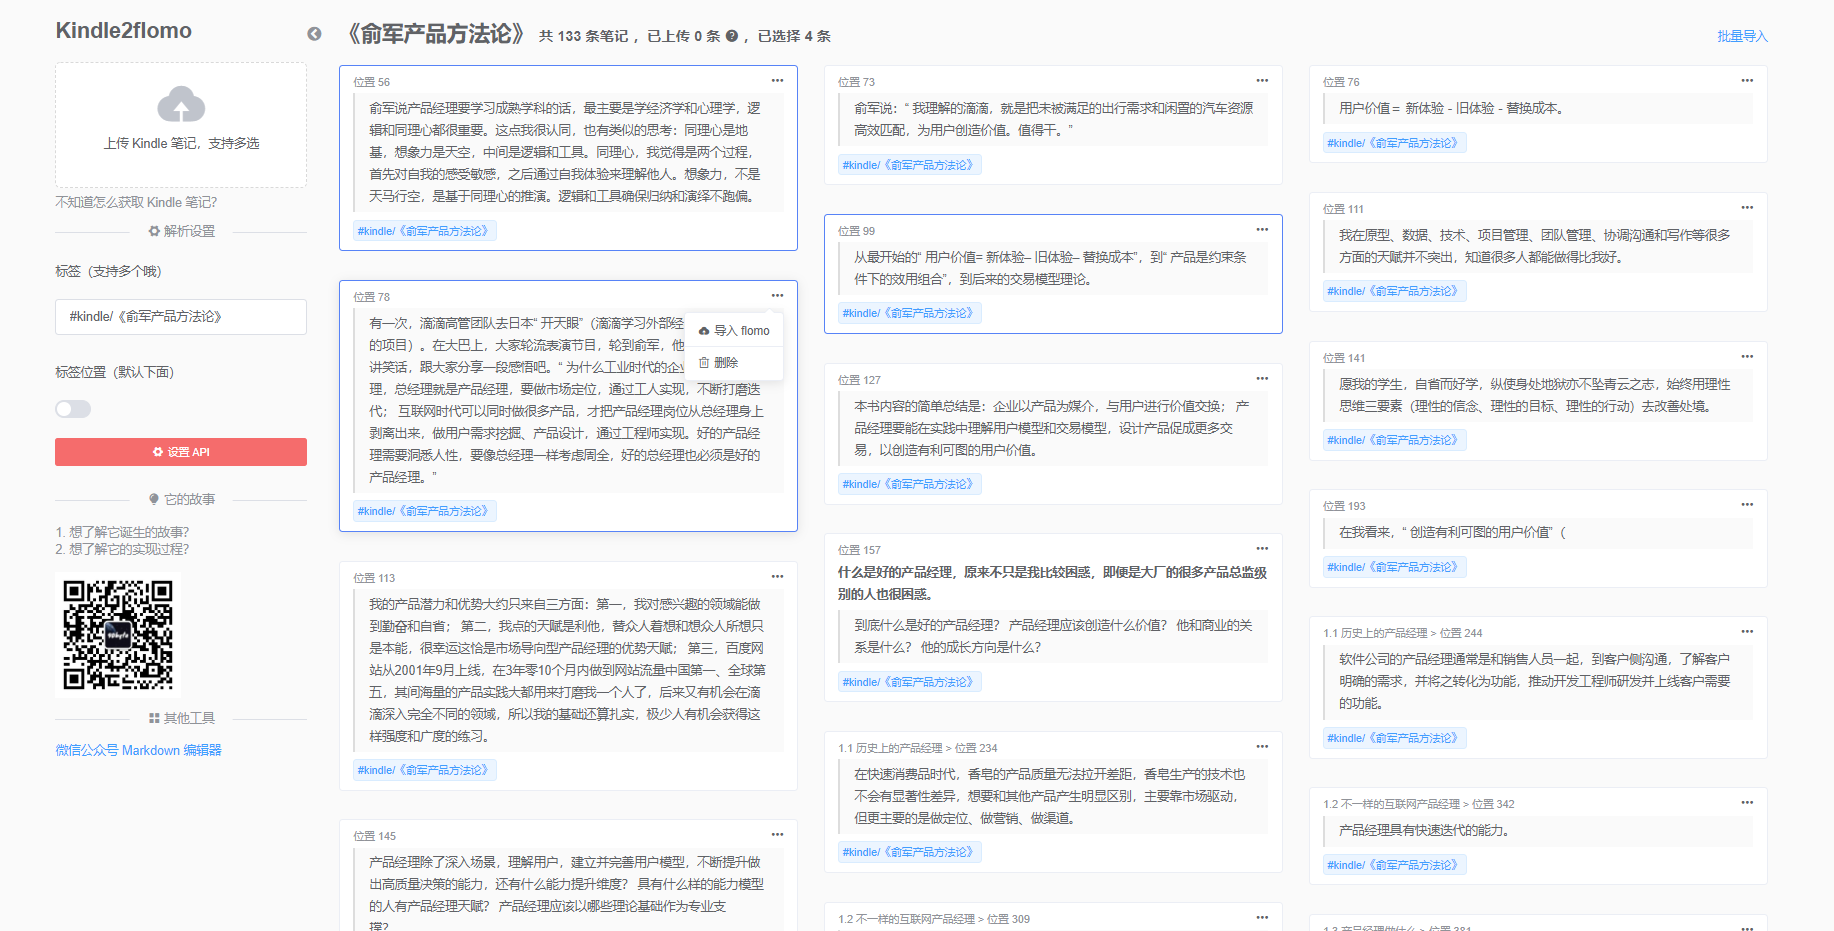 Kindle2flomo
上传 Kindle 笔记，支持多选
不知道怎么获取 Kindle 笔记？
解析设置
标签（支持多个哦）
#kindle/《俞军产品方法论》
标签位置（默认下面）
设置 API
它的故事
1. 想了解它诞生的故事？
2. 想了解它的实现过程？
其他工具
微信公众号 Markdown 编辑器
《俞军产品方法论》 共 133 条笔记 ，已上传 0 条 ，已选择 4 条
批量导入
位置 56
俞军说产品经理要学习成熟学科的话，最主要是学经济学和心理学，逻
辑和同理心都很重要。这点我很认同，也有类似的思考：同理心是地
基，想象力是天空，中间是逻辑和工具。同理心，我觉得是两个过程，
首先对自我的感受敏感，之后通过自我体验来理解他人。想象力，不是
天马行空，是基于同理心的推演。逻辑和工具确保归纳和演绎不跑偏。
#kindle/《俞军产品方法论》
位置 78
有一次，滴滴高管团队去日本“ 开天眼”（滴滴学习外部经
的项目）。在大巴上，大家轮流表演节目，轮到俞军，他
讲笑话，跟大家分享一段感悟吧。“ 为什么工业时代的企业
理，总经理就是产品经理，要做市场定位，通过工人实现，不断打磨迭
代； 互联网时代可以同时做很多产品，才把产品经理岗位从总经理身上
剥离出来，做用户需求挖掘、产品设计，通过工程师实现。好的产品经
理需要洞悉人性，要像总经理一样考虑周全，好的总经理也必须是好的
产品经理。”
#kindle/《俞军产品方法论》
导入 flomo
删除
位置 113
我的产品潜力和优势大约只来自三方面：第一，我对感兴趣的领域能做
到勤奋和自省； 第二，我点的天赋是利他，替众人着想和想众人所想只
是本能，很幸运这恰是市场导向型产品经理的优势天赋； 第三，百度网
站从2001年9月上线，在3年零10个月内做到网站流量中国第一、全球第
五，其间海量的产品实践大都用来打磨我一个人了，后来又有机会在滴
滴深入完全不同的领域，所以我的基础还算扎实，极少人有机会获得这
样强度和广度的练习。
#kindle/《俞军产品方法论》
位置 145
产品经理除了深入场景，理解用户，建立并完善用户模型，不断提升做
出高质量决策的能力，还有什么能力提升维度？ 具有什么样的能力模型
的人有产品经理天赋？ 产品经理应该以哪些理论基础作为专业支
撑？
位置 73
俞军说：“ 我理解的滴滴，就是把未被满足的出行需求和闲置的汽车资源
高效匹配，为用户创造价值。值得干。”
#kindle/《俞军产品方法论》
位置 99
从最开始的“ 用户价值= 新体验– 旧体验– 替换成本”，到“ 产品是约束条
件下的效用组合”，到后来的交易模型理论。
#kindle/《俞军产品方法论》
位置 127
本书内容的简单总结是：企业以产品为媒介，与用户进行价值交换； 产
品经理要能在实践中理解用户模型和交易模型，设计产品促成更多交
易，以创造有利可图的用户价值。
#kindle/《俞军产品方法论》
位置 157
什么是好的产品经理，原来不只是我比较困惑，即便是大厂的很多产品总监级
别的人也很困惑。
到底什么是好的产品经理？ 产品经理应该创造什么价值？ 他和商业的关
系是什么？ 他的成长方向是什么？
#kindle/《俞军产品方法论》
1.1 历史上的产品经理 > 位置 234
在快速消费品时代，香皂的产品质量无法拉开差距，香皂生产的技术也
不会有显著性差异，想要和其他产品产生明显区别，主要靠市场驱动，
但更主要的是做定位、做营销、做渠道。
#kindle/《俞军产品方法论》
1.2 不一样的互联网产品经理 > 位置 309
位置 76
用户价值＝ 新体验 - 旧体验 - 替换成本。
#kindle/《俞军产品方法论》
位置 111
我在原型、数据、技术、项目管理、团队管理、协调沟通和写作等很多
方面的天赋并不突出，知道很多人都能做得比我好。
#kindle/《俞军产品方法论》
位置 141
愿我的学生，自省而好学，纵使身处地狱亦不坠青云之志，始终用理性
思维三要素（理性的信念、理性的目标、理性的行动）去改善处境。
#kindle/《俞军产品方法论》
位置 193
在我看来，“ 创造有利可图的用户价值”（
#kindle/《俞军产品方法论》
1.1 历史上的产品经理 > 位置 244
软件公司的产品经理通常是和销售人员一起，到客户侧沟通，了解客户
明确的需求，并将之转化为功能，推动开发工程师研发并上线客户需要
的功能。
#kindle/《俞军产品方法论》
1.2 不一样的互联网产品经理 > 位置 342
产品经理具有快速迭代的能力。
#kindle/《俞军产品方法论》
1.3 产品经理做什么 > 位置 381